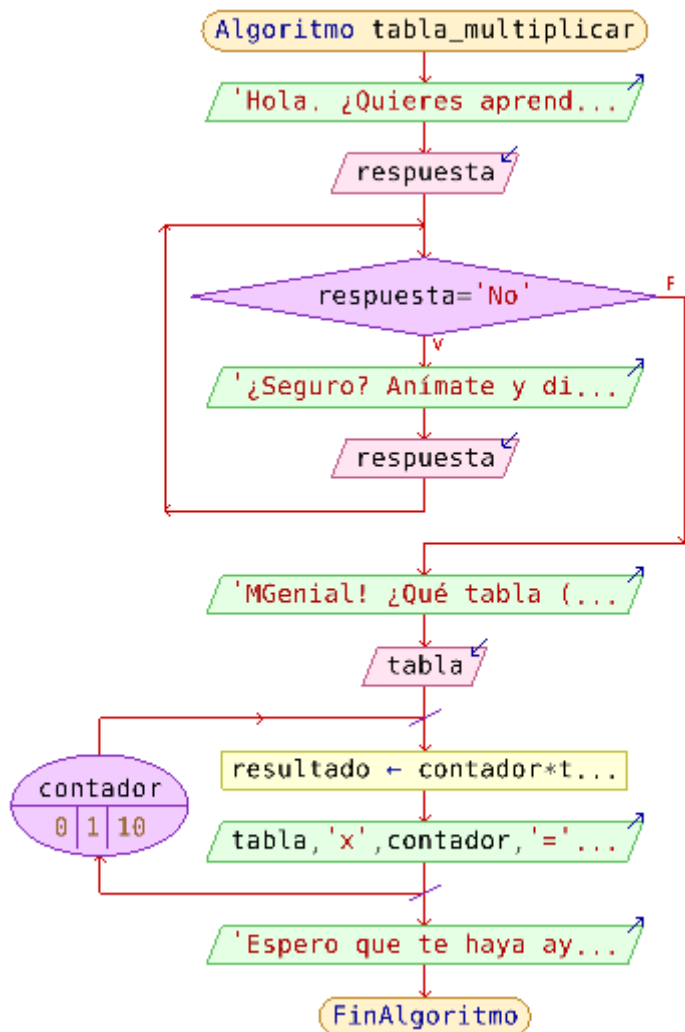 Algoritmo tabla_multiplicar
'Hola. ¿Quieres aprend...
respuesta
respuesta='No'
F
V
'¿Seguro? Anímate y di...
respuesta
'MGenial! ¿Qué tabla (...
tabla
resultado ← contador*t...
contador
0 1 10
tabla,'x',contador,'='...
'Espero que te haya ay...
FinAlgoritmo